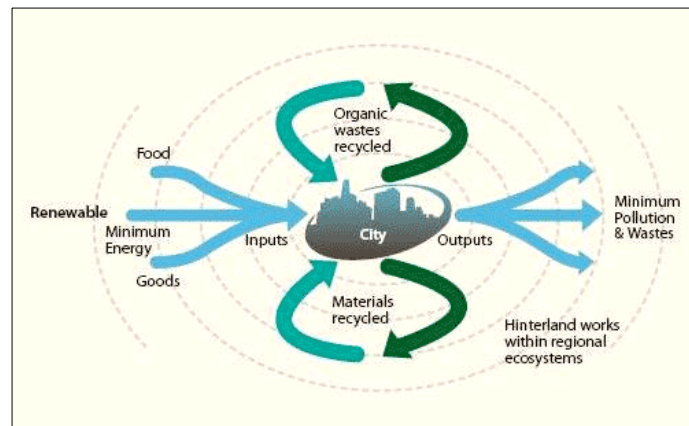 Organic
wastes
recycled
Food
Renewable
Minimum
Energy
Goods
Inputs
City
Outputs
Minimum
Pollution
& Wastes
Materials
recycled
Hinterland works
within regional
ecosystems